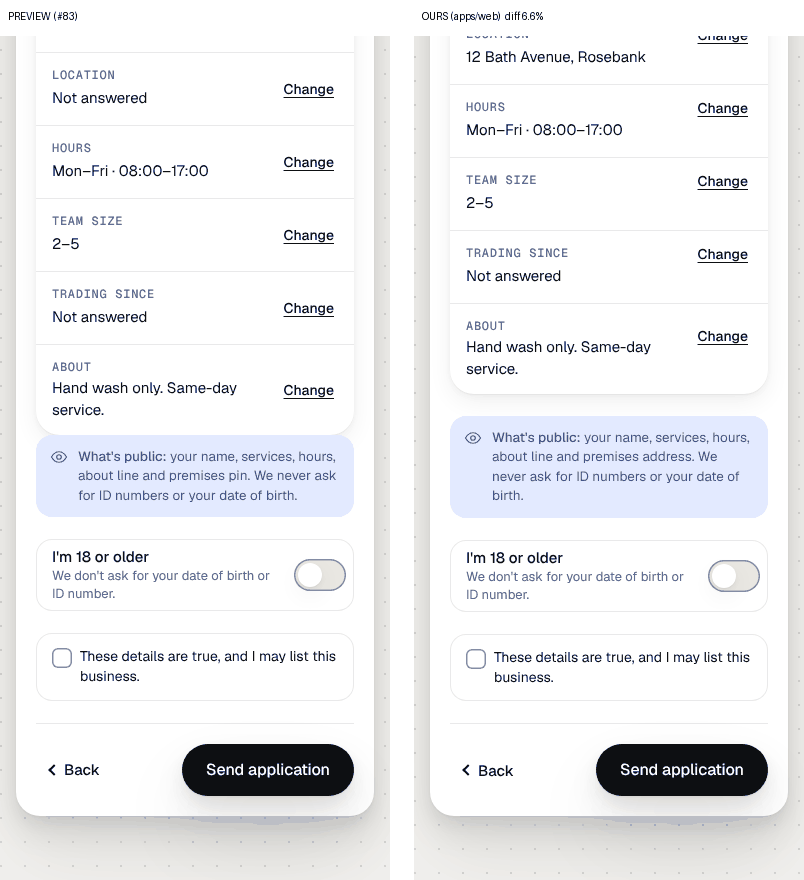 PREVIEW (#83)
LOCATION
Not answered
Change
HOURS
Mon–Fri · 08:00–17:00
Change
TEAM SIZE
2–5
Change
TRADING SINCE
Not answered
Change
ABOUT
Hand wash only. Same-day
service.
Change
What's public: your name, services, hours,
about line and premises pin. We never ask
for ID numbers or your date of birth.
I'm 18 or older
We don't ask for your date of birth or
ID number.
These details are true, and I may list this
business.
Back
Send application
OURS (apps/web) diff 6.6%
LOCATION
12 Bath Avenue, Rosebank
Change
HOURS
Mon–Fri · 08:00–17:00
Change
TEAM SIZE
2–5
Change
TRADING SINCE
Not answered
Change
ABOUT
Hand wash only. Same-day
service.
Change
What's public: your name, services, hours,
about line and premises address. We
never ask for ID numbers or your date of
birth.
I'm 18 or older
We don't ask for your date of birth or
ID number.
These details are true, and I may list this
business.
Back
Send application